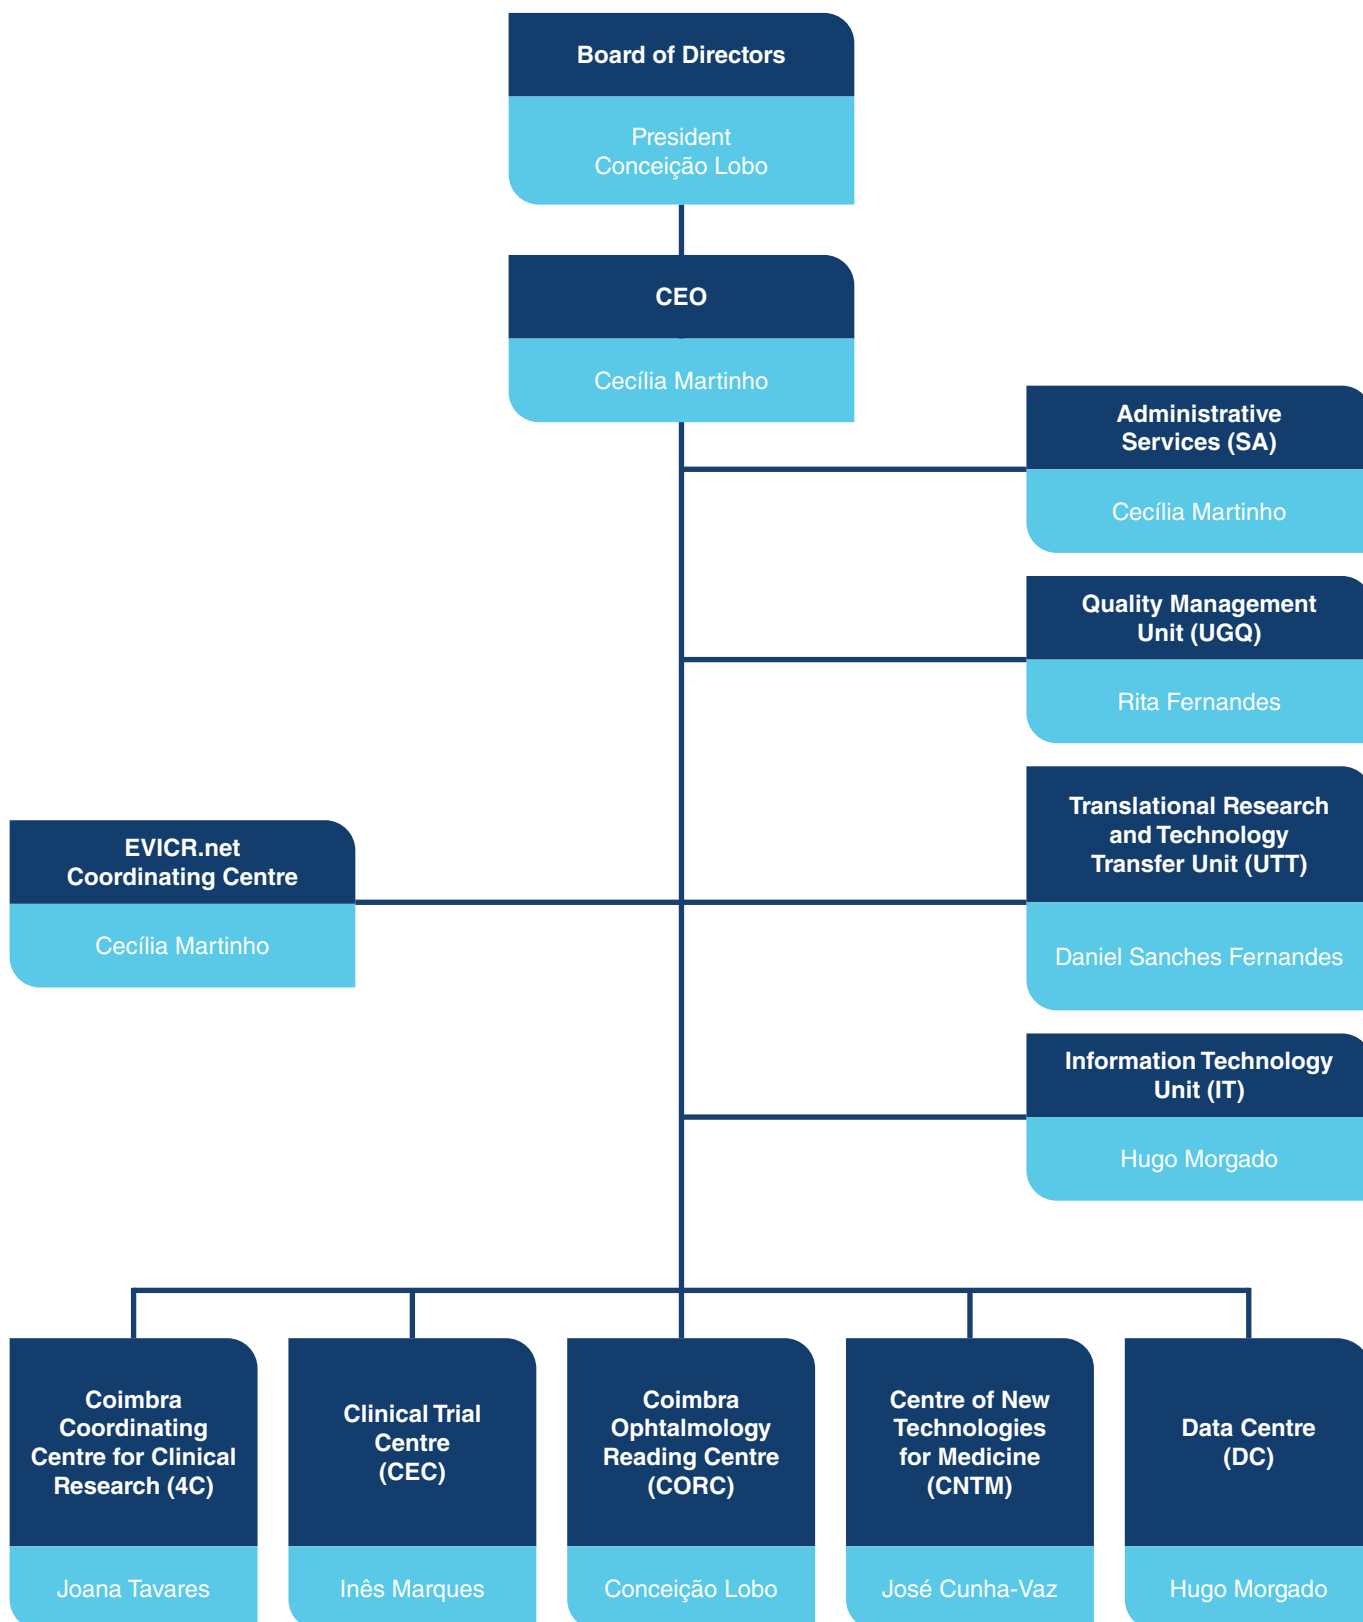 Board of Directors
President
Conceição Lobo
CEO
Cecília Martinho
Administrative
Services (SA)
Cecília Martinho
Quality Management
Unit (UGQ)
Rita Fernandes
Translational Research
and Technology
Transfer Unit (UTT)
Daniel Sanches Fernandes
EVICR.net
Coordinating Centre
Cecília Martinho
Information Technology
Unit (IT)
Hugo Morgado
Coimbra
Coordinating
Centre for Clinical
Research (4C)
Joana Tavares
Clinical Trial
Centre
(CEC)
Inês Marques
Coimbra
Ophtalmology
Reading Centre
(CORC)
Conceição Lobo
Centre of New
Technologies
for Medicine
(CNTM)
José Cunha-Vaz
Data Centre
(DC)
Hugo Morgado